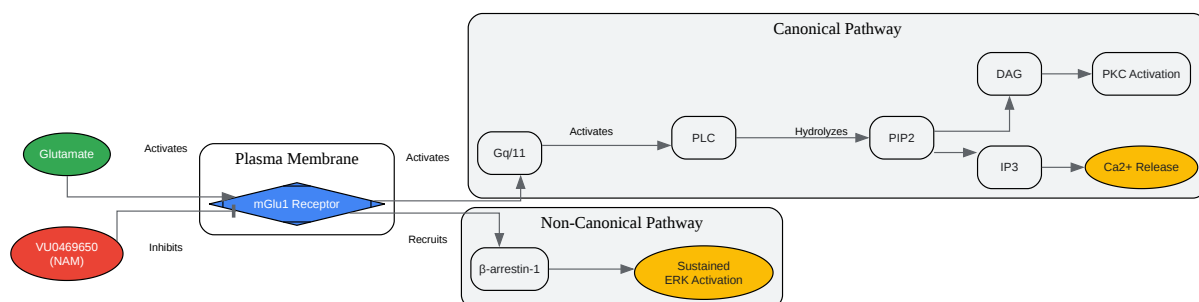 Canonical Pathway
DAG
PKC Activation
Glutamate
Activates
Plasma Membrane
Activates
Gq/11
Activates
PLC
Hydrolyzes
PIP2
IP3
Ca2+ Release
mGlu1 Receptor
VU0469650
(NAM)
Inhibits
Recruits
Non-Canonical Pathway
β-arrestin-1
Sustained
ERK Activation